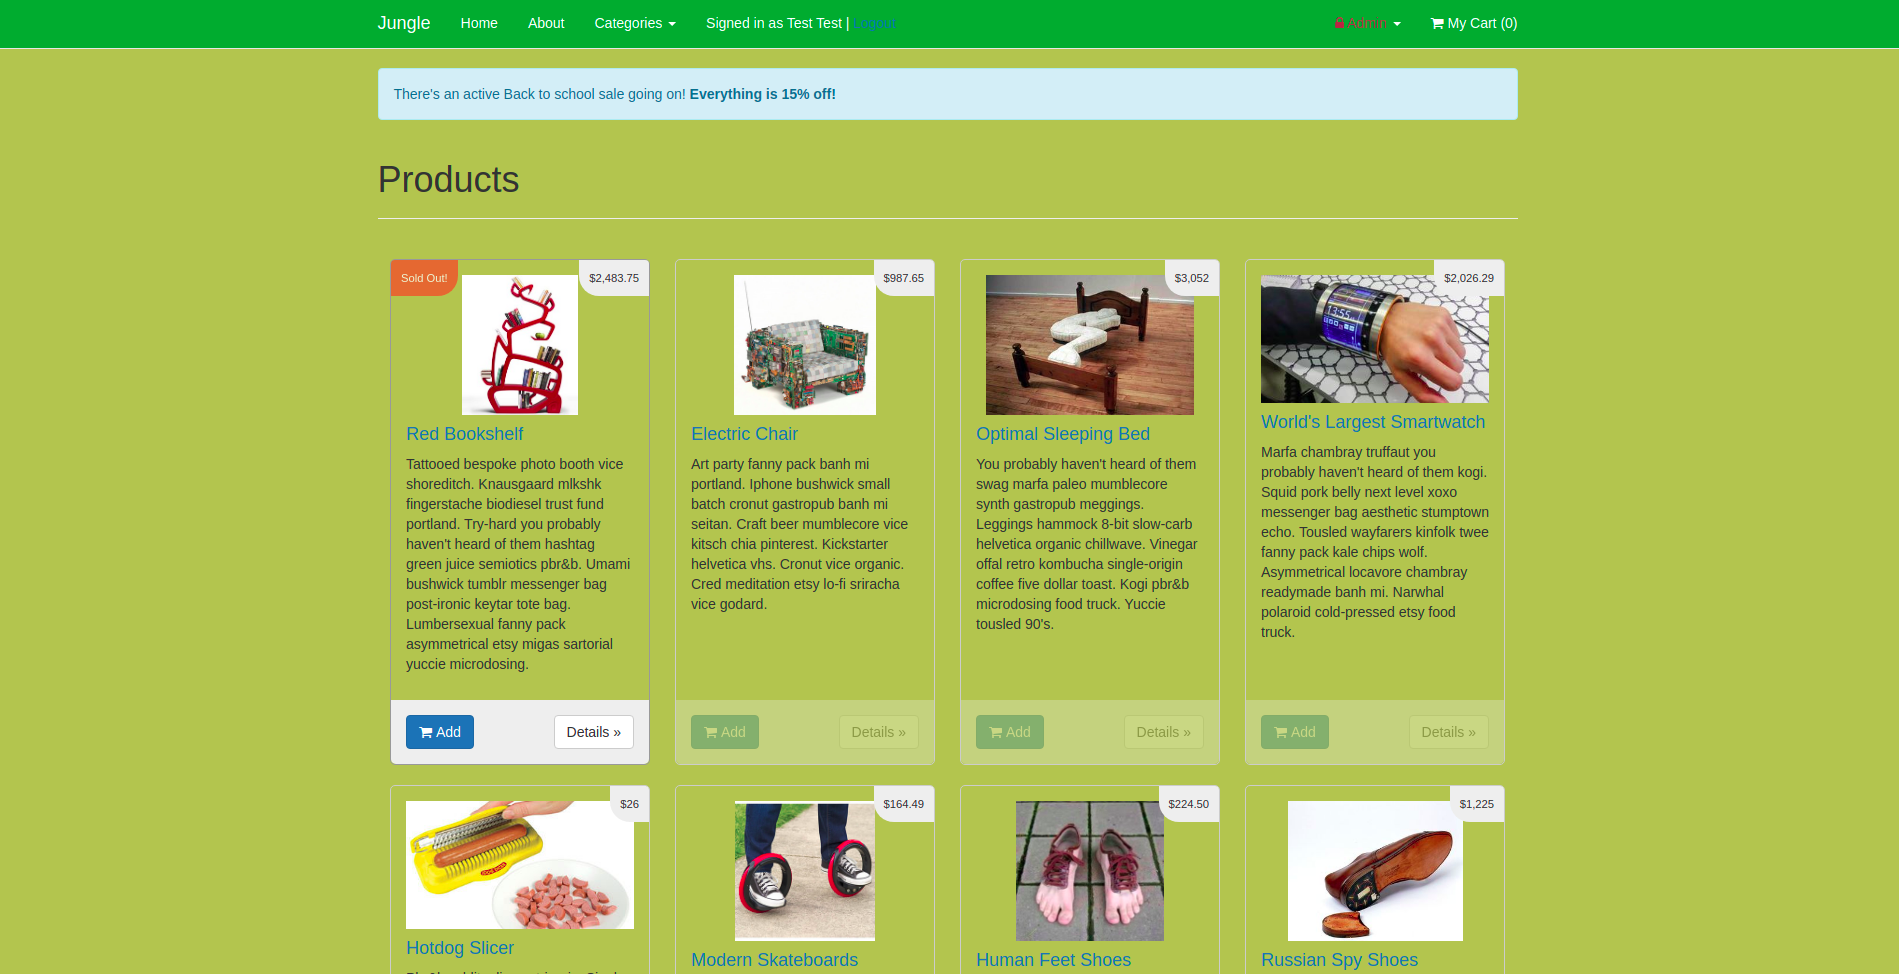 Jungle Home About Categories Signed in as Test Test | Logout Admin My Cart (0)
There's an active Back to school sale going on! Everything is 15% off!
Products
Sold Out!
$2,483.75
Red Bookshelf
Tattooed bespoke photo booth vice
shoreditch. Knausgaard mlkshk
fingerstache biodiesel trust fund
portland. Try-hard you probably
haven't heard of them hashtag
green juice semiotics pbr&b. Umami
bushwick tumblr messenger bag
post-ironic keytar tote bag.
Lumbersexual fanny pack
asymmetrical etsy migas sartorial
yuccie microdosing.
Add Details »
$987.65
Electric Chair
Art party fanny pack banh mi
portland. Iphone bushwick small
batch cronut gastropub banh mi
seitan. Craft beer mumblecore vice
kitsch chia pinterest. Kickstarter
helvetica vhs. Cronut vice organic.
Cred meditation etsy lo-fi sriracha
vice godard.
Add Details »
$3,052
Optimal Sleeping Bed
You probably haven't heard of them
swag marfa paleo mumblecore
synth gastropub meggings.
Leggings hammock 8-bit slow-carb
helvetica organic chillwave. Vinegar
offal retro kombucha single-origin
coffee five dollar toast. Kogi pbr&b
microdosing food truck. Yuccie
tousled 90's.
Add Details »
$2,026.29
13:55
World's Largest Smartwatch
Marfa chambray truffaut you
probably haven't heard of them kogi.
Squid pork belly next level xoxo
messenger bag aesthetic stumptown
echo. Tousled wayfarers kinfolk twee
fanny pack kale chips wolf.
Asymmetrical locavore chambray
readymade banh mi. Narwhal
polaroid cold-pressed etsy food
truck.
Add Details »
$26
Hotdog Slicer
$164.49
Modern Skateboards
$224.50
Human Feet Shoes
$1,225
Russian Spy Shoes